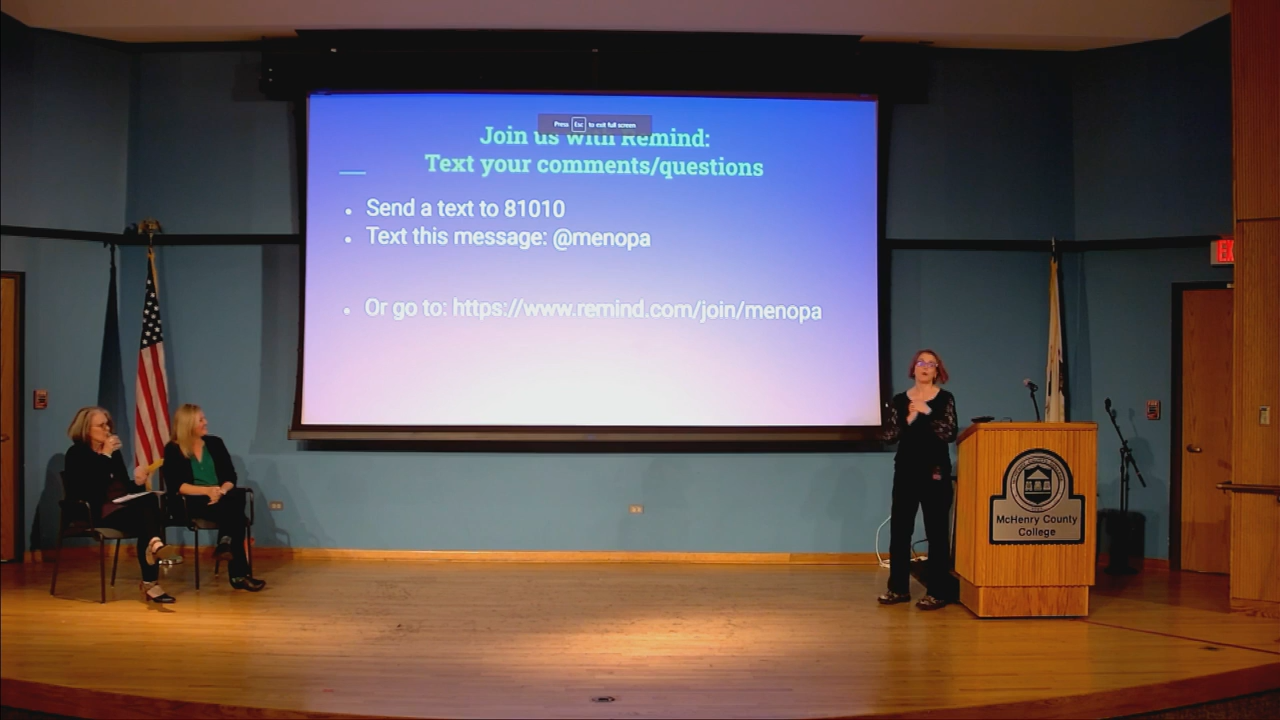 Press Esc to exit full screen
Join us with Remind:
Text your comments/questions
Send a text to 81010
Text this message: @menopa
Or go to: https://www.remind.com/join/menopa
McHenry County
College